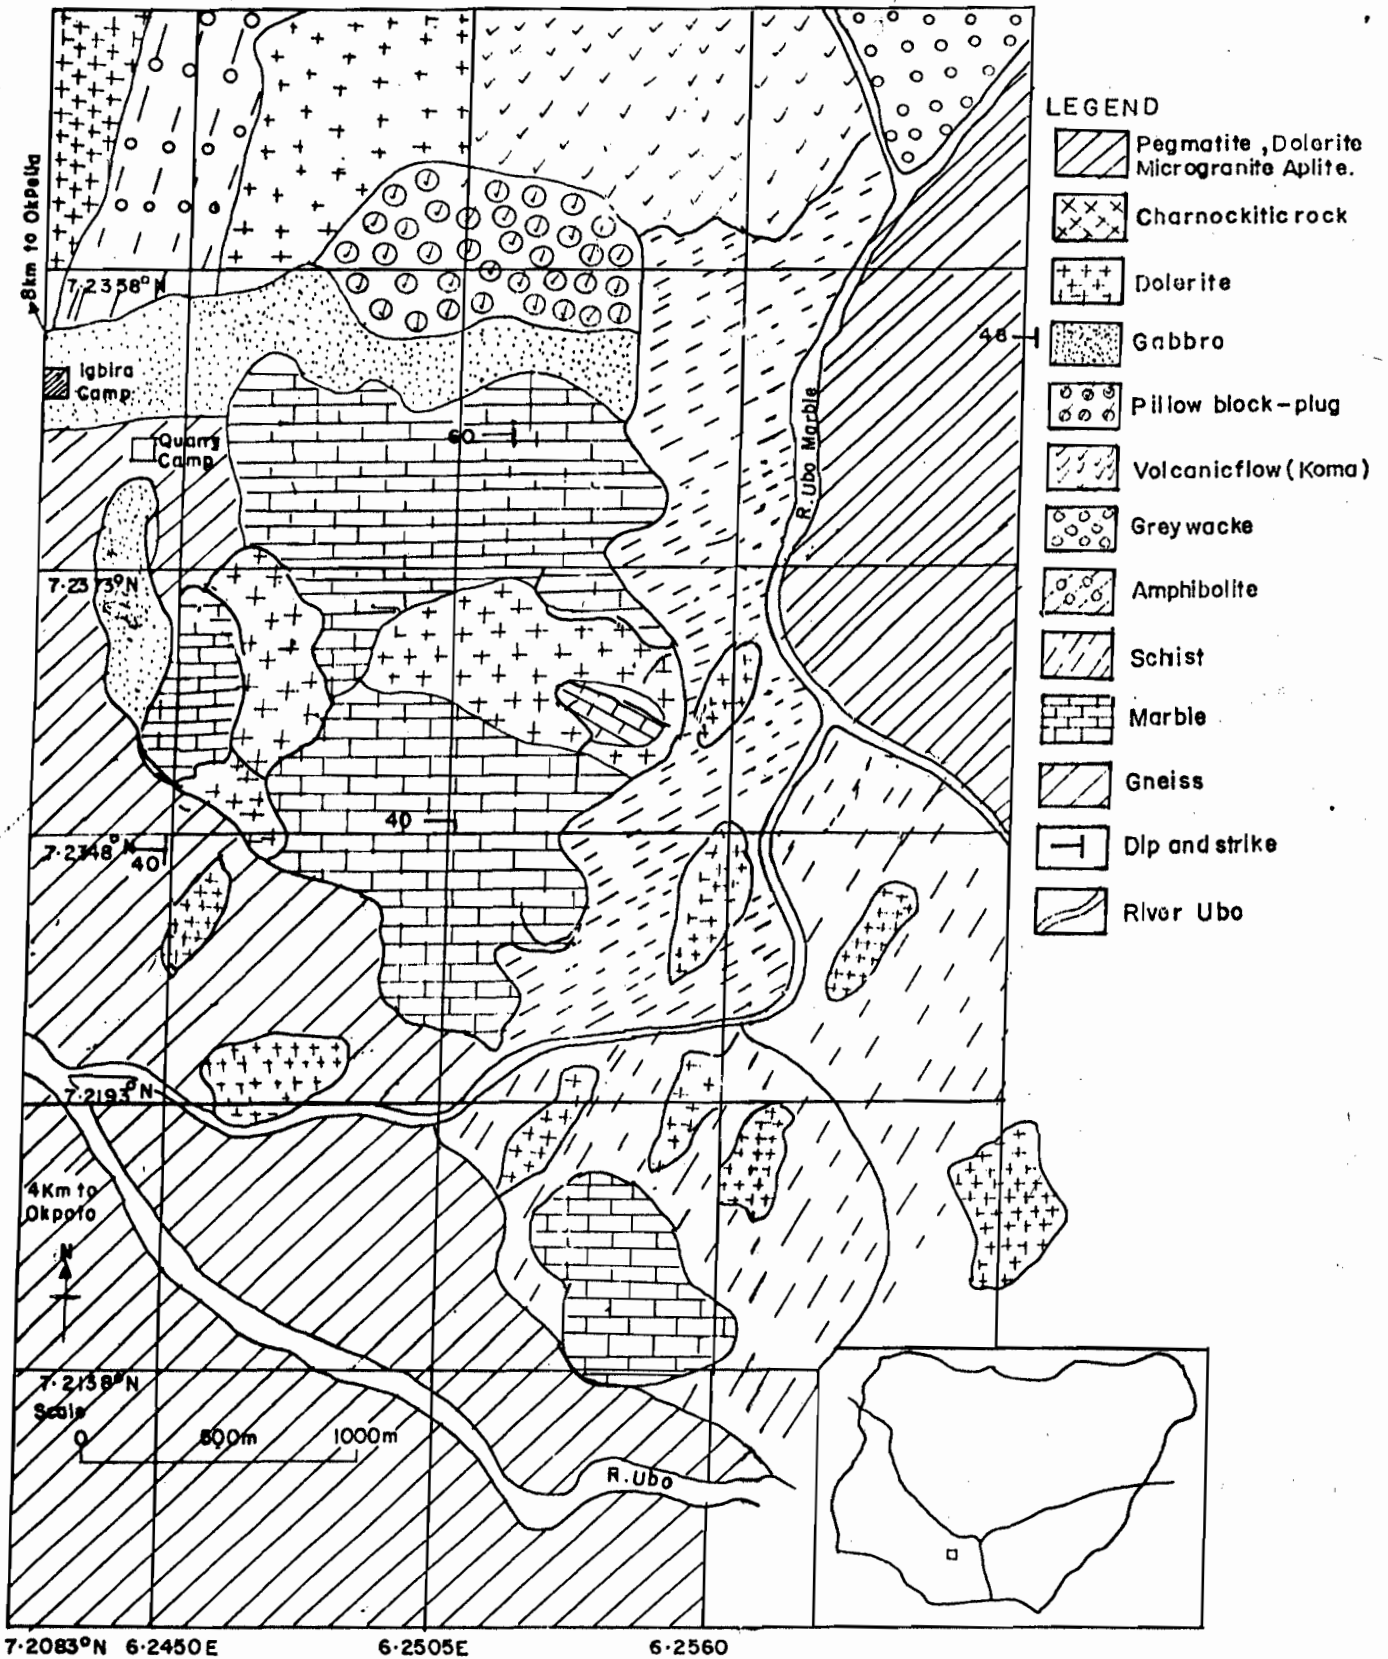 8km to Okpella
7.2358°N
Igbira
Camp
Quarry
Camp
60
48
R. Ubo Marble
7.2373°N
40
7.2348°N
40
7.2193°N
4Km to
Okpoto
N
7.2138°N
Scale
0 500m 1000m
R. Ubo
7.2083°N 6.2450E 6.2505E 6.2560
LEGEND
Pegmatite, Dolerite
Microgranite Aplite.
Charnockitic rock
Dolerite
Gabbro
Pillow block-plug
Volcanicflow (Koma)
Greywacke
Amphibolite
Schist
Marble
Gneiss
Dip and strike
River Ubo